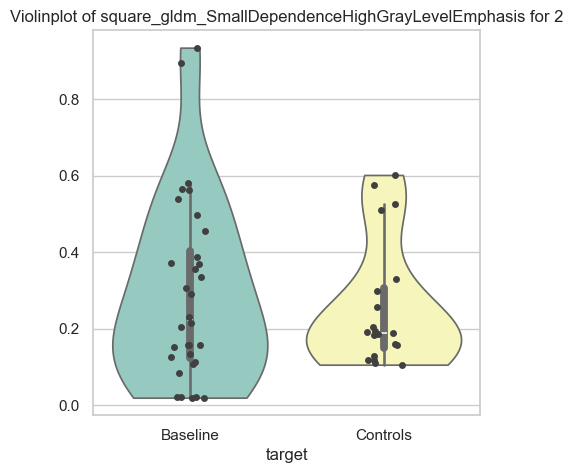 Violinplot of square_gldm_SmallDependenceHighGrayLevelEmphasis for 2
0.8
0.6
0.4
0.2
0.0
Baseline Controls
target